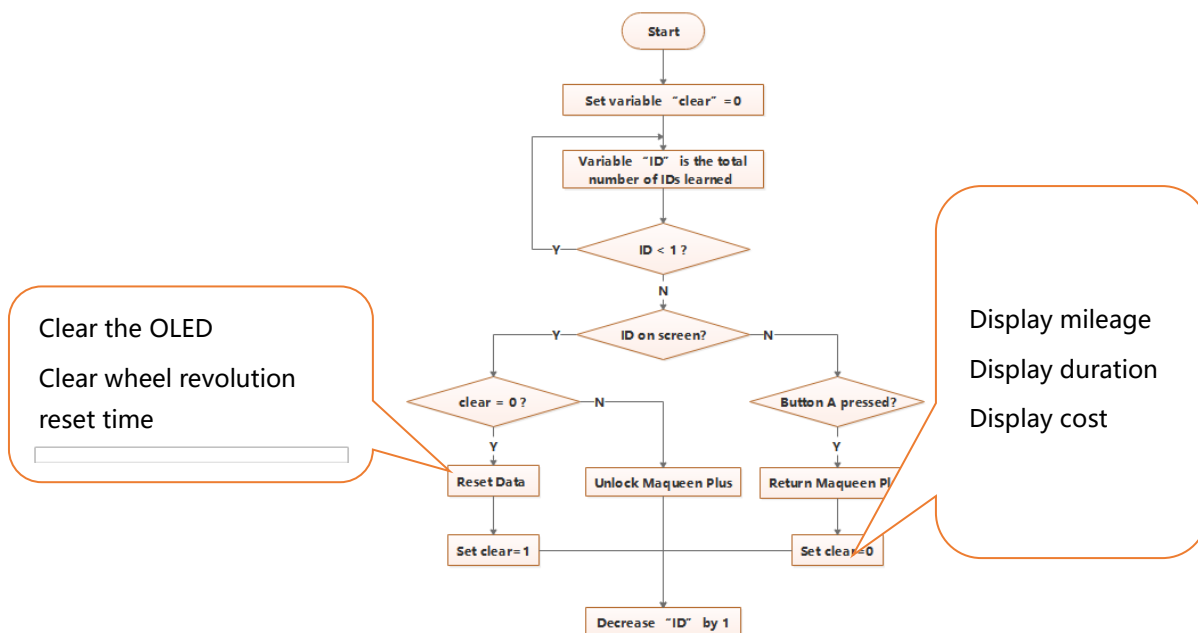 Start
Set variable “clear” =0
Variable “ID” is the total
number of IDs learned
ID < 1 ?
Y
N
ID on screen?
Y
N
clear = 0 ?
N
Button A pressed?
Y
Y
Reset Data
Unlock Maqueen Plus
Return Maqueen Pl
Set clear=1
Set clear=0
Decrease “ID” by 1
Clear the OLED
Clear wheel revolution
reset time
Display mileage
Display duration
Display cost